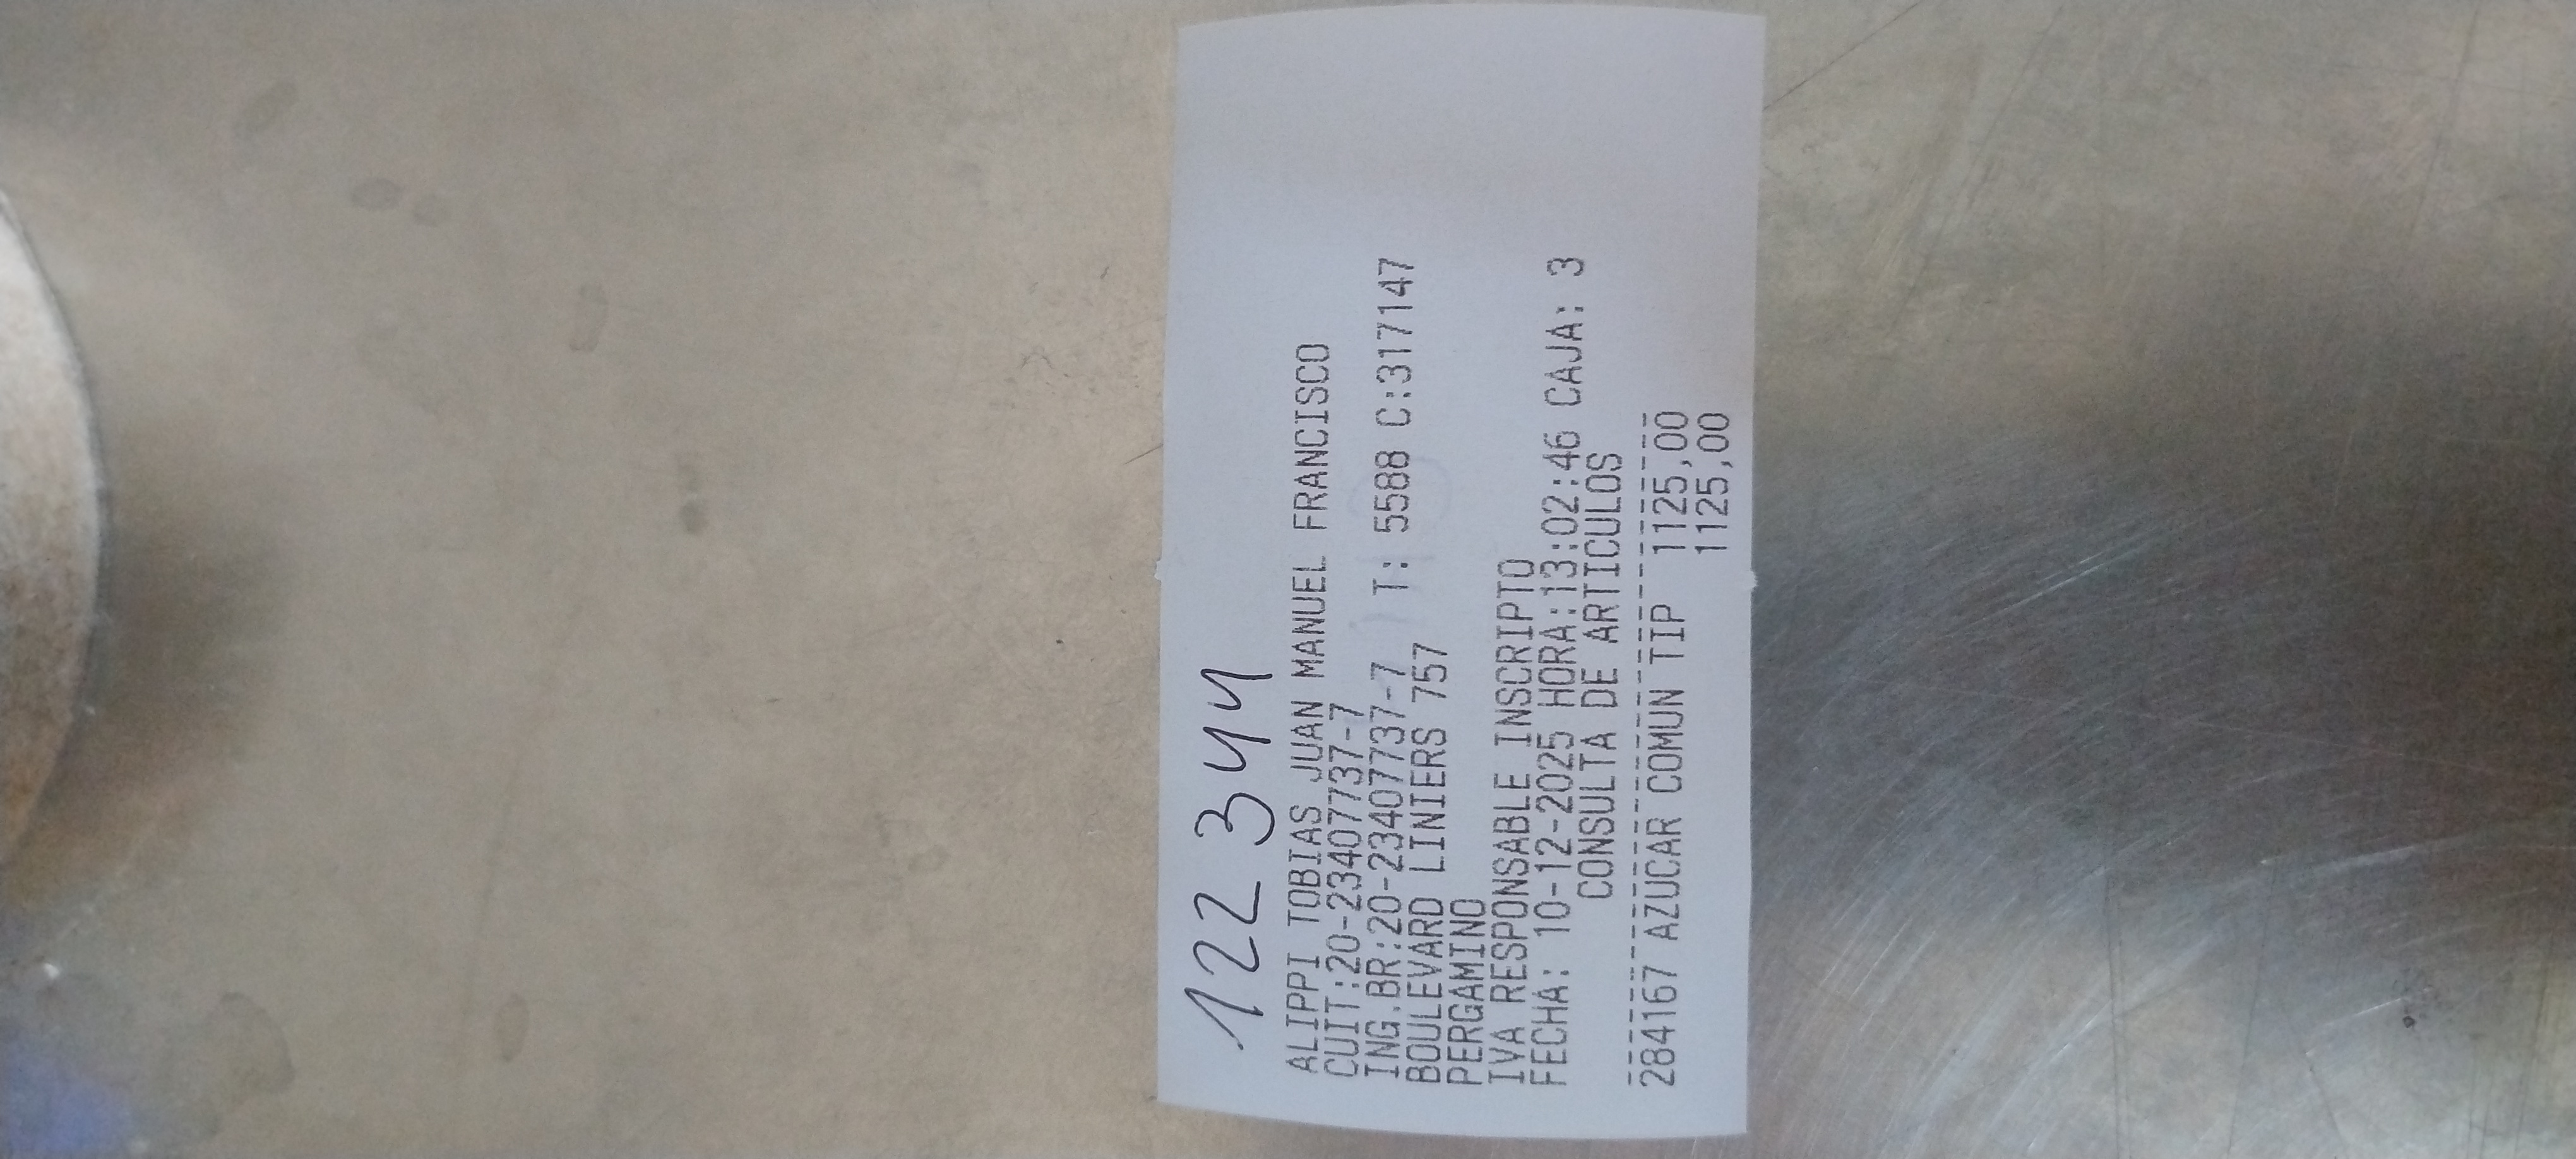 122344
ALIPPI TOBIAS JUAN MANUEL FRANCISCO
CUIT:20-23407737-7
ING.BR:20-23407737-7 T: 5588 C:317147
BOULEVARD LINIERS 757
PERGAMINO
IVA RESPONSABLE INSCRIPTO
FECHA: 10-12-2025 HORA:13:02:46 CAJA: 3
CONSULTA DE ARTICULOS
2841167 AZUCAR COMUN TIP 1125,00
1125,00